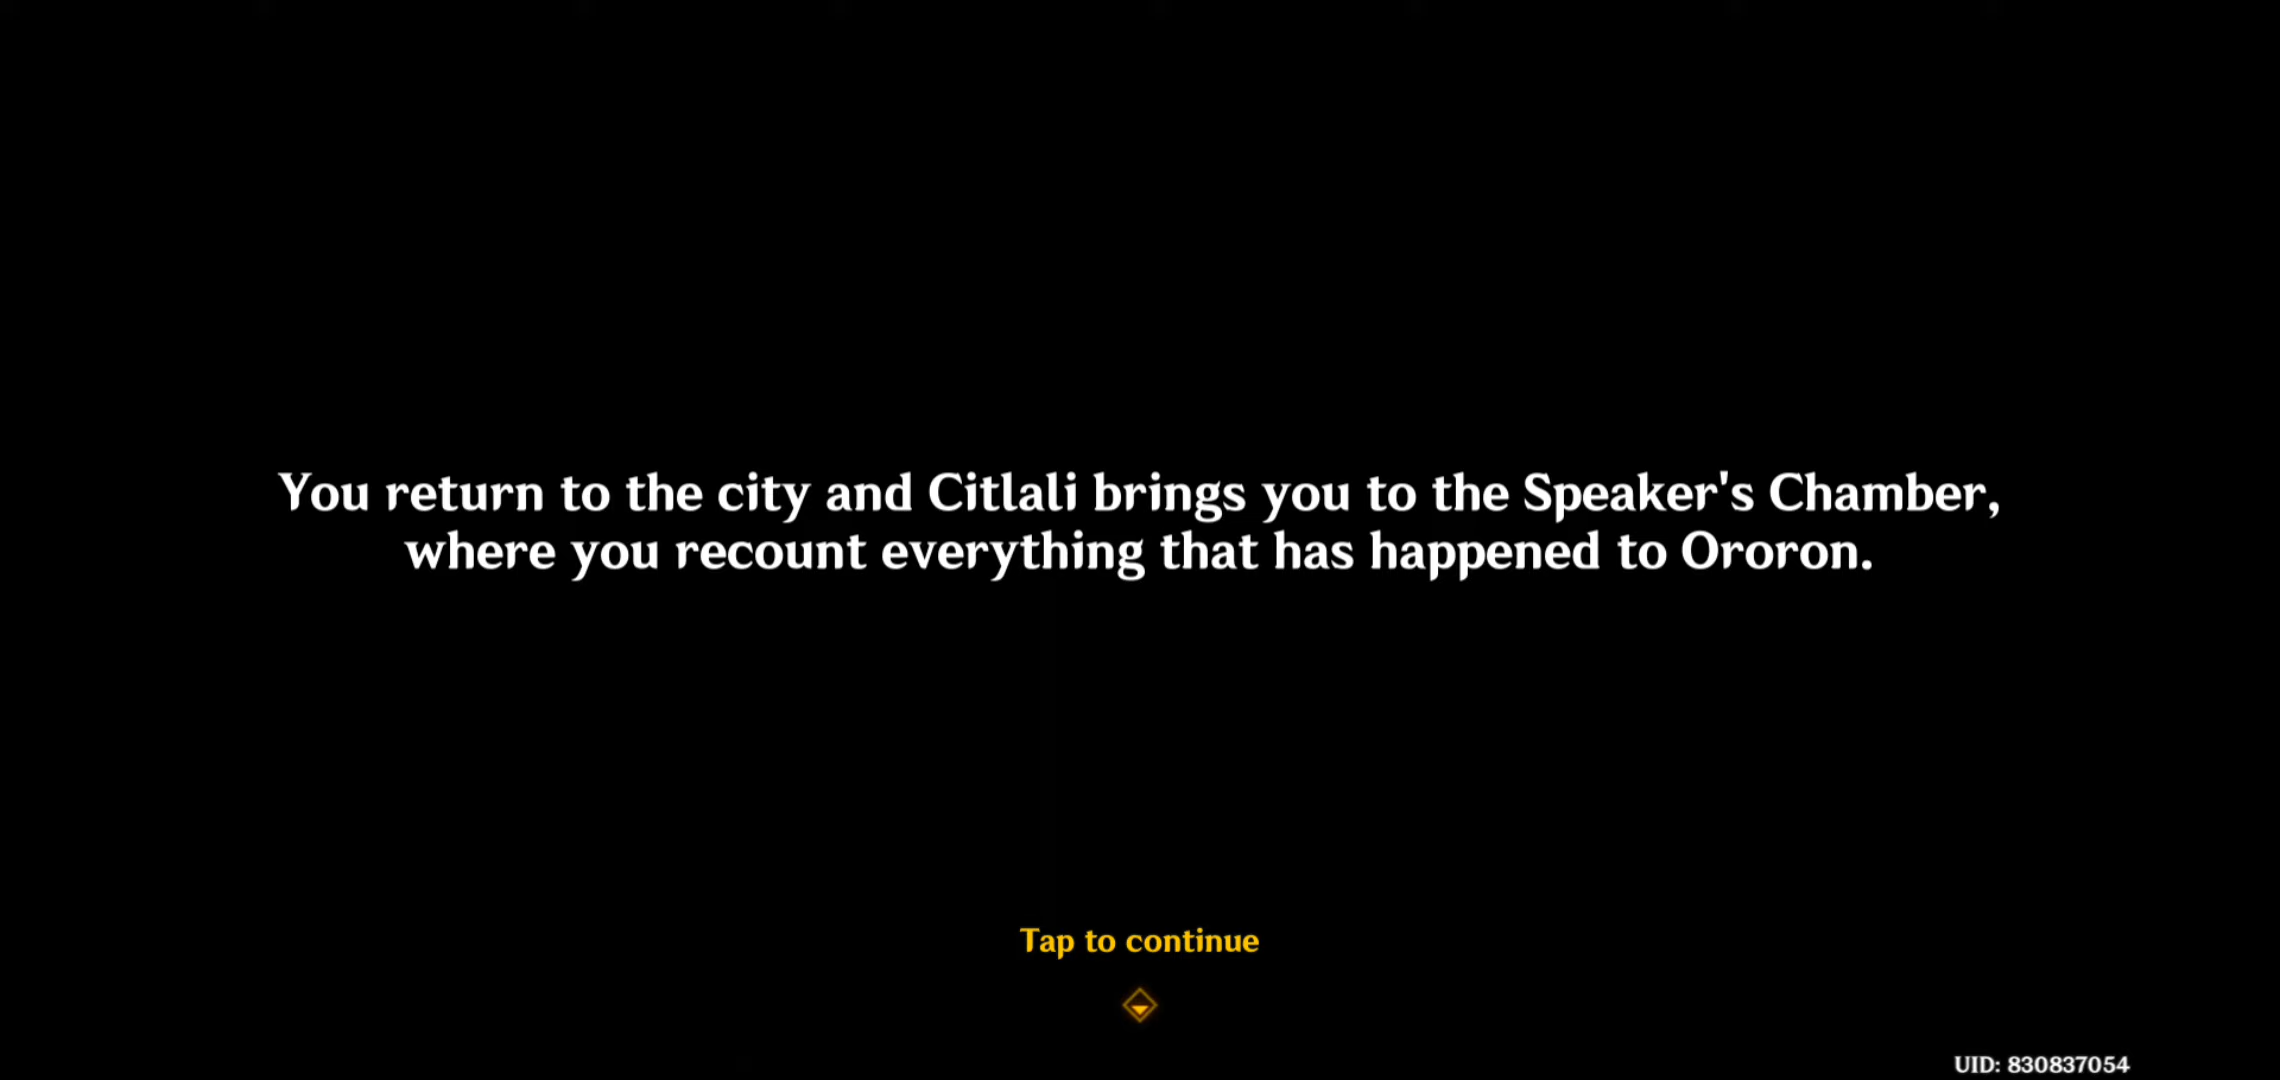 You return to the city and Citlali brings you to the Speaker's Chamber,
where you recount everything that has happened to Ororon.
Tap to continue
UID: 830837054